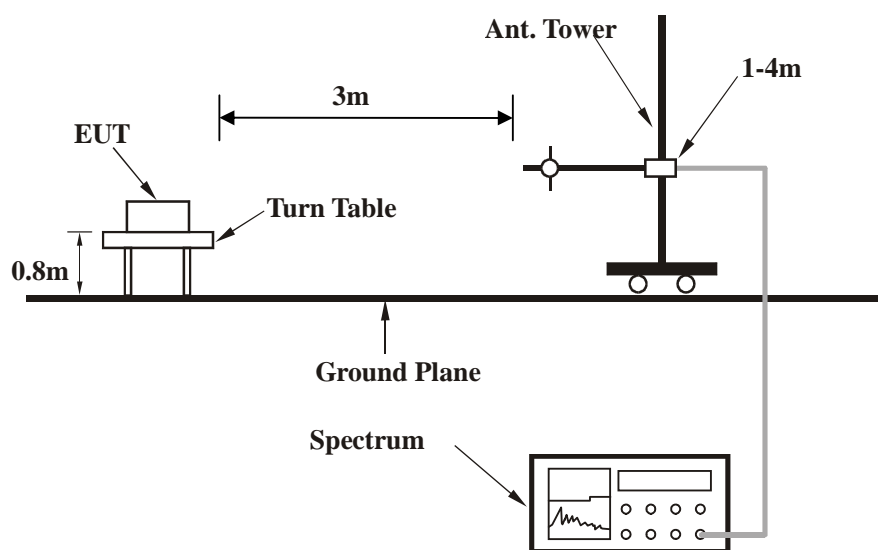 Ant. Tower
1-4m
3m
EUT
Turn Table
0.8m
Ground Plane
Spectrum